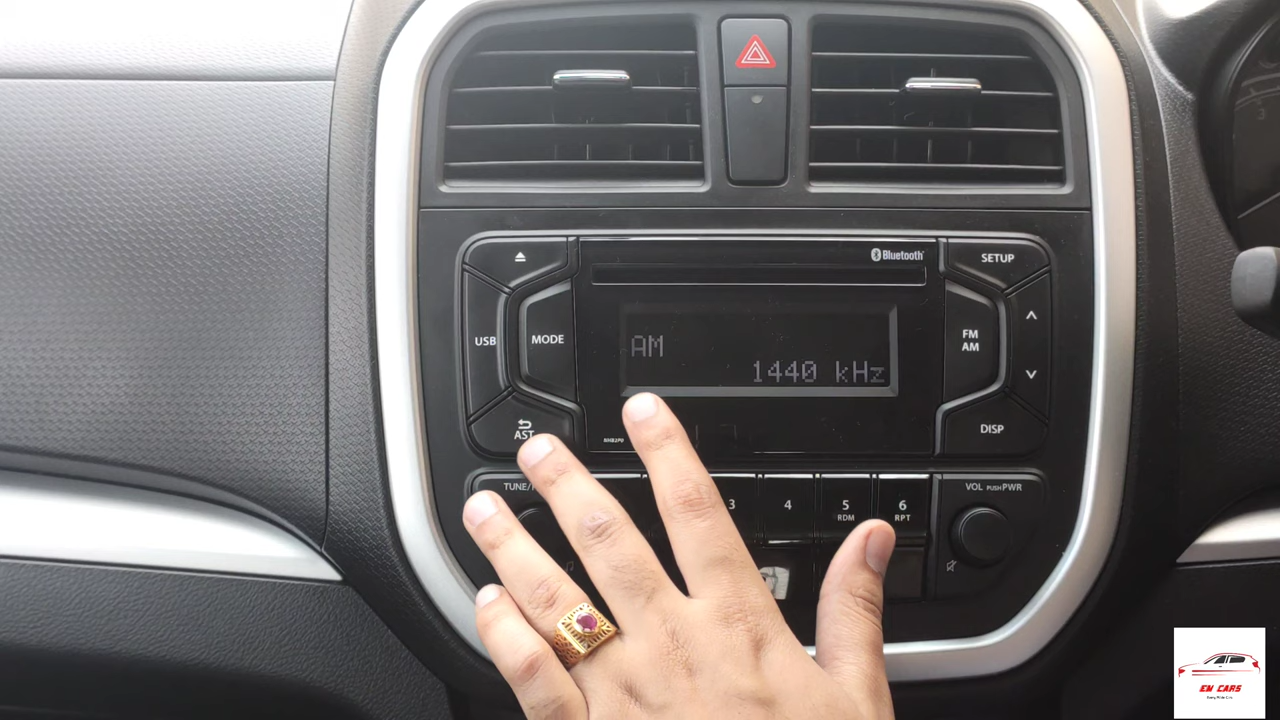 Bluetooth
SETUP
USB
MODE
AM
1440 kHz
FM
AM
AST
DISP
3
4
5
RDM
6
RPT
VOL PUSH PWR
EM CARS